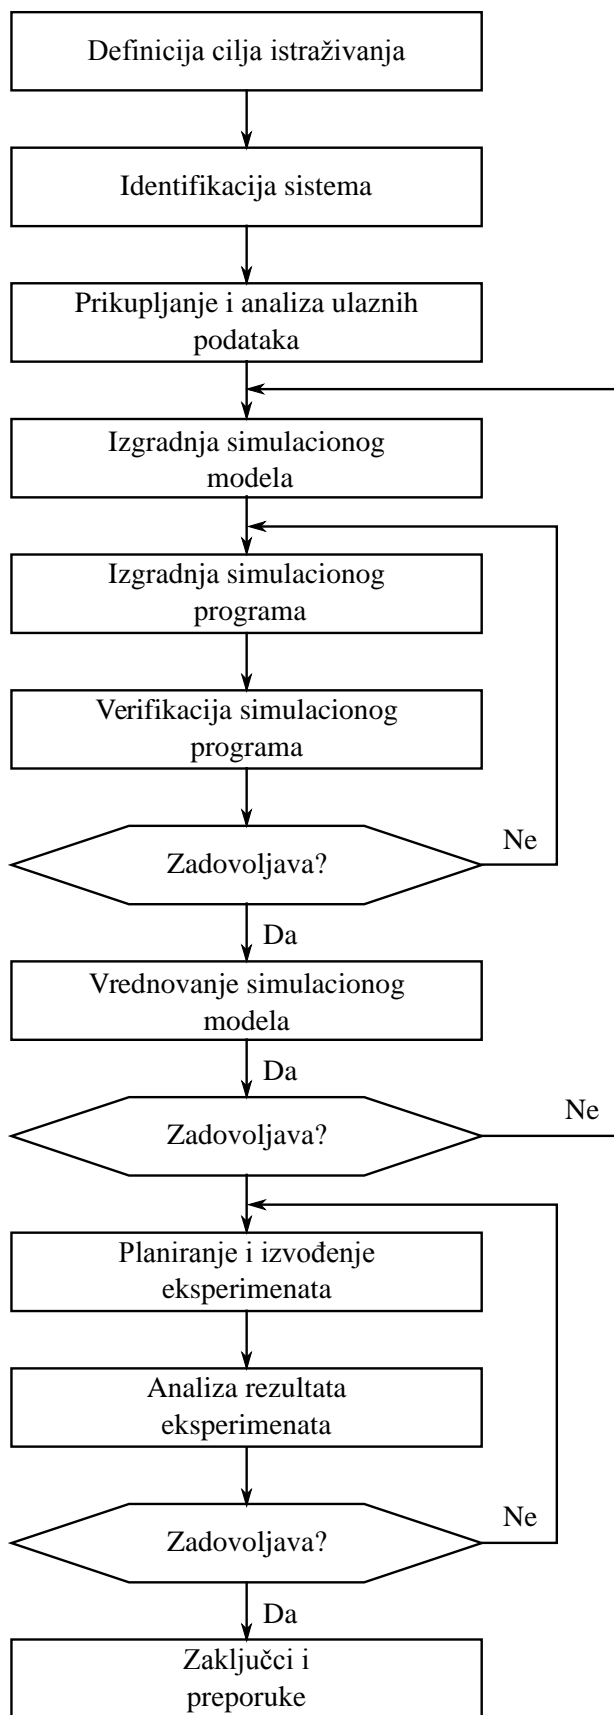 Definicija cilja istraživanja
Identifikacija sistema
Prikupljanje i analiza ulaznih
podataka
Izgradnja simulacionog
modela
Izgradnja simulacionog
programa
Verifikacija simulacionog
programa
Zadovoljava?
Ne
Da
Vrednovanje simulacionog
modela
Da
Zadovoljava?
Ne
Planiranje i izvođenje
eksperimenata
Analiza rezultata
eksperimenata
Zadovoljava?
Ne
Da
Zaključci i
preporuke